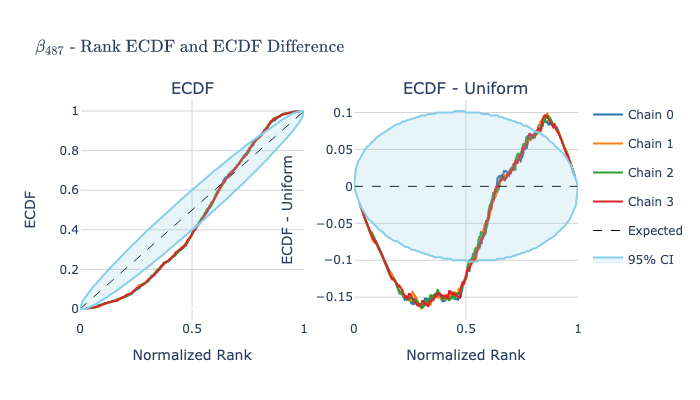 β487 - Rank ECDF and ECDF Difference
ECDF
ECDF - Uniform
1
0.8
0.6
0.4
0.2
0
0
0.5
1
ECDF
Normalized Rank
0.1
0.05
0
−0.05
−0.1
−0.15
0
0.5
1
ECDF - Uniform
Normalized Rank
Chain 0
Chain 1
Chain 2
Chain 3
Expected
95% CI